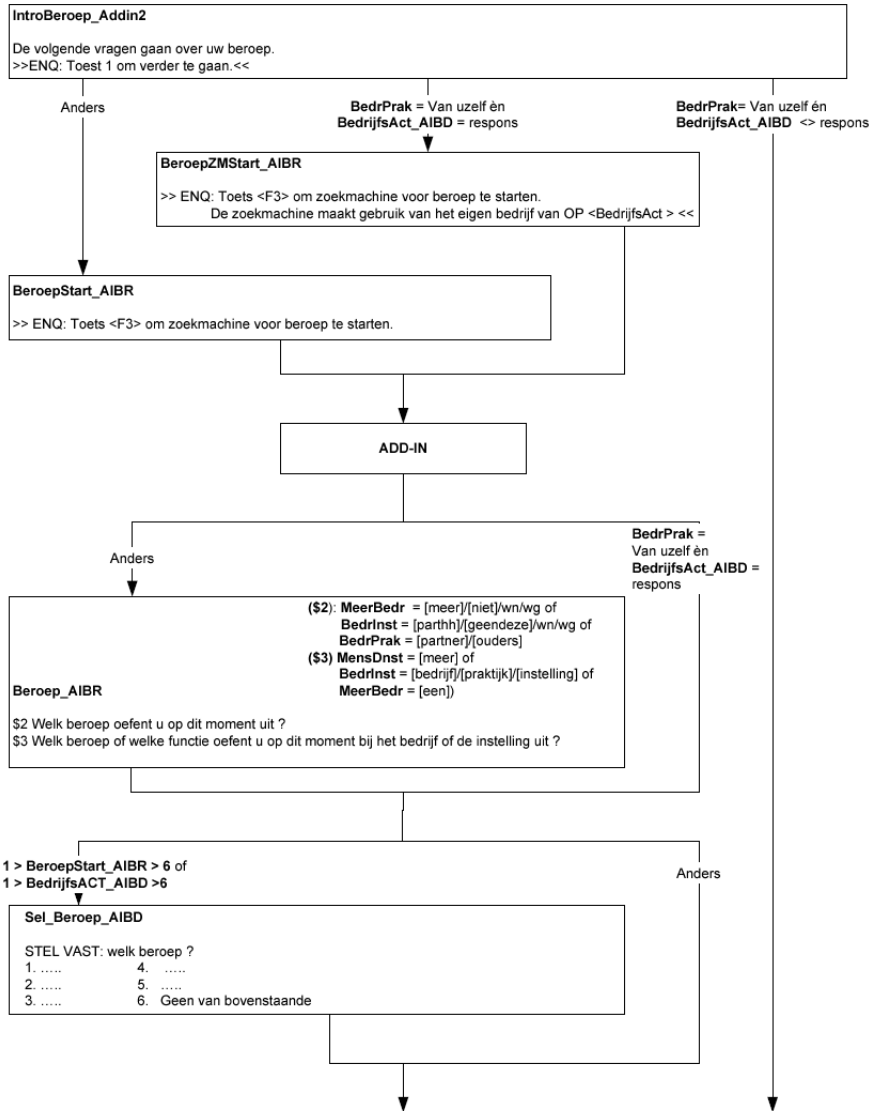 IntroBeroep_Addin2
De volgende vragen gaan over uw beroep.
>>ENQ: Toest 1 om verder te gaan.<<
Anders
BedrPrak = Van uzelf èn
BedrijfsAct_AIBD = respons
BedrPrak= Van uzelf én
BedrijfsAct_AIBD <> respons
BeroepZMStart_AIBR
>> ENQ: Toets <F3> om zoekmachine voor beroep te starten.
De zoekmachine maakt gebruik van het eigen bedrijf van OP <BedrijfsAct > <<
BeroepStart_AIBR
>> ENQ: Toets <F3> om zoekmachine voor beroep te starten.
ADD-IN
Anders
BedrPrak =
Van uzelf èn
BedrijfsAct_AIBD =
respons
($2): MeerBedr = [meer]/[niet]/wn/wg of
BedrInst = [parthh]/[geendeze]/wn/wg of
BedrPrak = [partner]/[ouders]
($3) MensDnst = [meer] of
BedrInst = [bedrijf]/[praktijk]/[instelling] of
MeerBedr = [een])
Beroep_AIBR
$2 Welk beroep oefent u op dit moment uit ?
$3 Welk beroep of welke functie oefent u op dit moment bij het bedrijf of de instelling uit ?
1 > BeroepStart_AIBR > 6 of
1 > BedrijfsACT_AIBD >6
Anders
Sel_Beroep_AIBD
STEL VAST: welk beroep ?
1. ..... 4. .....
2. ..... 5. .....
3. ..... 6. Geen van bovenstaande